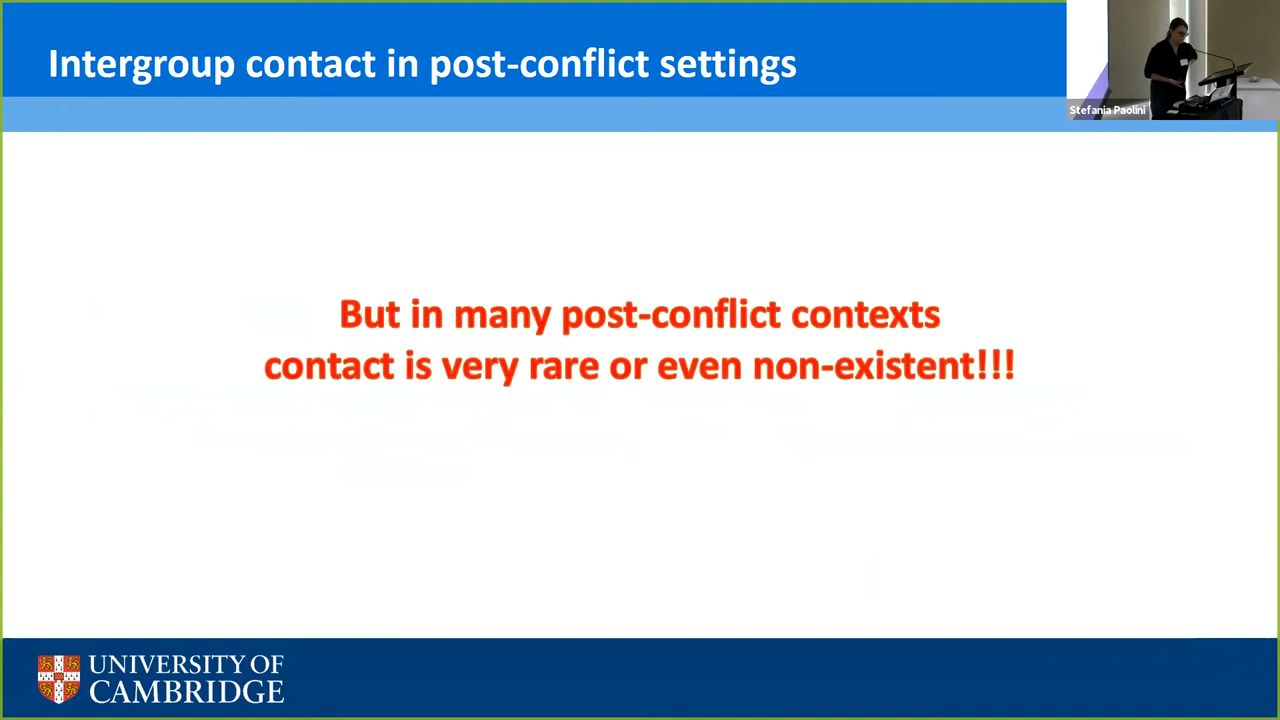 Intergroup contact in post-conflict settings
Stefania Paolini
But in many post-conflict contexts
contact is very rare or even non-existent!!!
UNIVERSITY OF
CAMBRIDGE